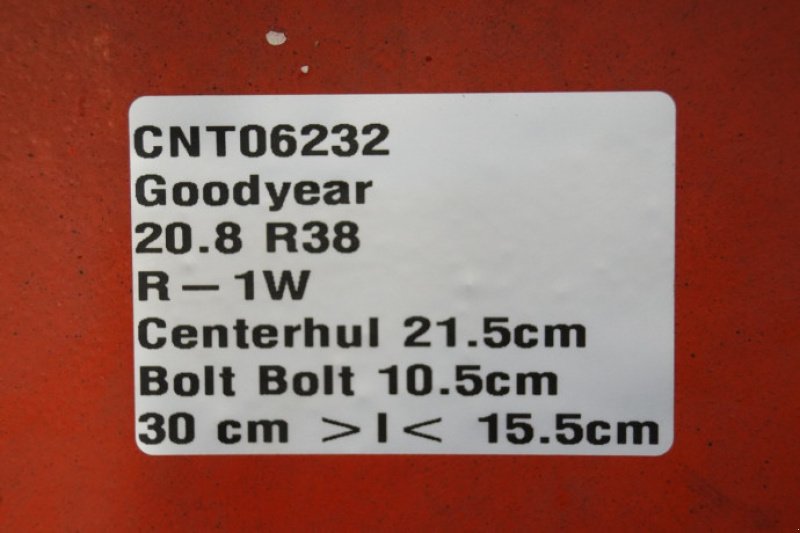 CNT06232
Goodyear
20.8 R38
R – 1W
Centerhul 21.5cm
Bolt Bolt 10.5cm
30 cm >I< 15.5cm